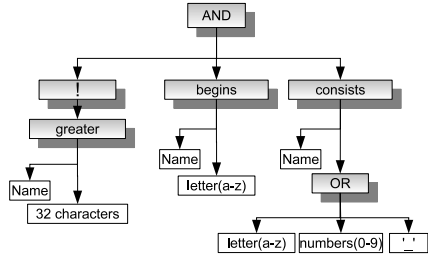 AND
! begins consists
greater
Name Name Name
32 characters letter(a-z) OR
letter(a-z) numbers(0-9) '_'